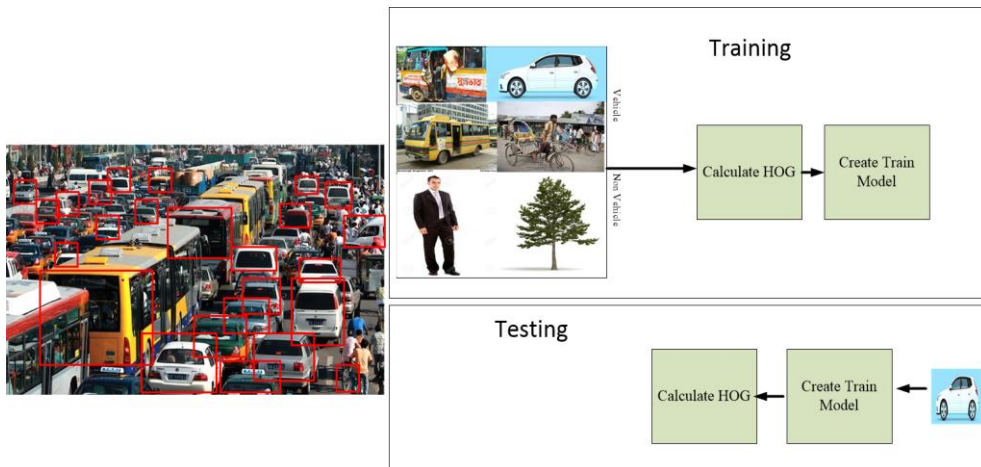 Training
Vehicle
Non Vehicle
Calculate HOG
Create Train
Model
Testing
Calculate HOG
Create Train
Model